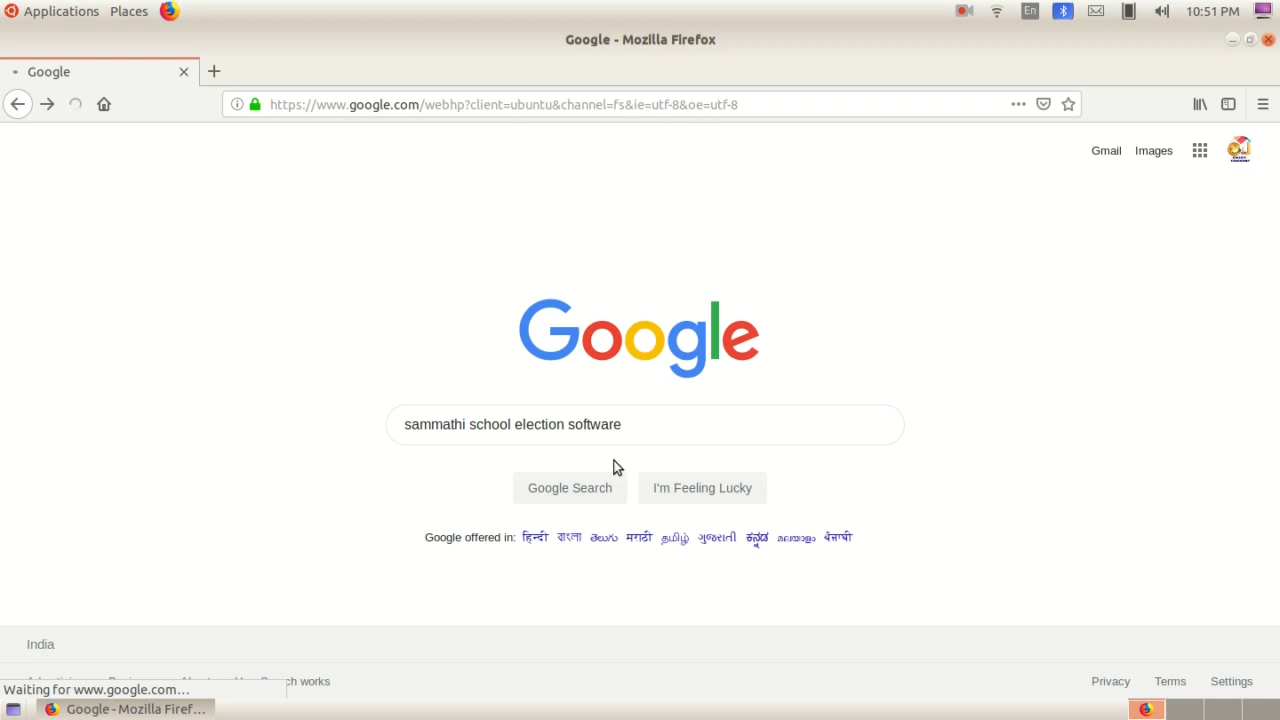 Applications Places En 10:51 PM
Google - Mozilla Firefox
Google
https://www.google.com/webhp?client=ubuntu&channel=fs&ie=utf-8&oe=utf-8
Gmail Images
Google
sammathi school election software
Google Search I'm Feeling Lucky
Google offered in: हिन्दी বাংলা తెలుగు मराठी தமிழ் ગુજરાતી ಕನ್ನಡ മലയാളം ਪੰਜਾਬੀ
India
Privacy Terms Settings
Waiting for www.google.com…
Google - Mozilla Firef…